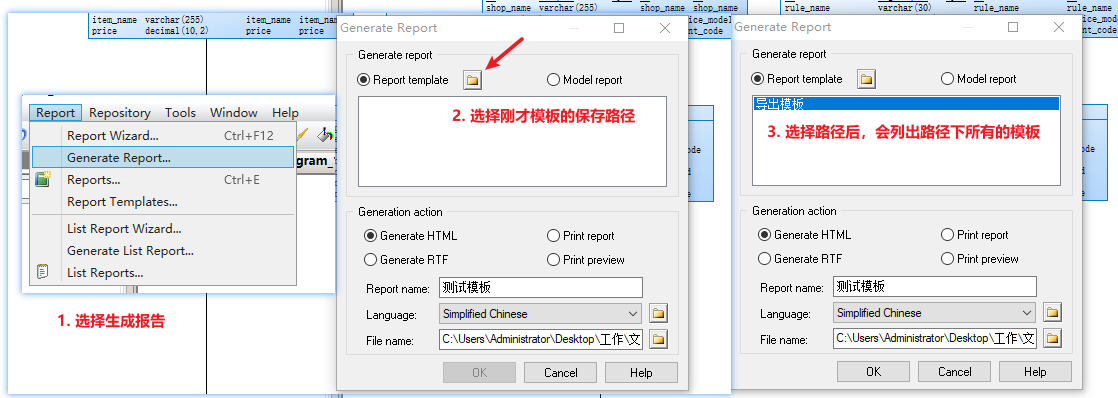 item_name varchar(255) item_name item_n
price decimal(10,2) price price
shop_name varchar(255) shop_name shop_name
rule_name varchar(30) rule_name rule_name
ice_model
nt_code
Report Repository Tools Window Help
Report Wizard... Ctrl+F12
Generate Report...
gram_
Reports... Ctrl+E
Report Templates...
List Report Wizard...
Generate List Report...
List Reports...
1. 选择生成报告
Generate Report
Generate report
Report template
Model report
2. 选择刚才模板的保存路径
Generation action
Generate HTML
Print report
Generate RTF
Print preview
Report name: 测试模板
Language: Simplified Chinese
File name: C:\Users\Administrator\Desktop\工作\文
OK Cancel Help
Generate Report
Generate report
Report template
Model report
导出模板
3. 选择路径后，会列出路径下所有的模板
ode
code
Generation action
Generate HTML
Print report
Generate RTF
Print preview
Report name: 测试模板
Language: Simplified Chinese
File name: C:\Users\Administrator\Desktop\工作\文
OK Cancel Help